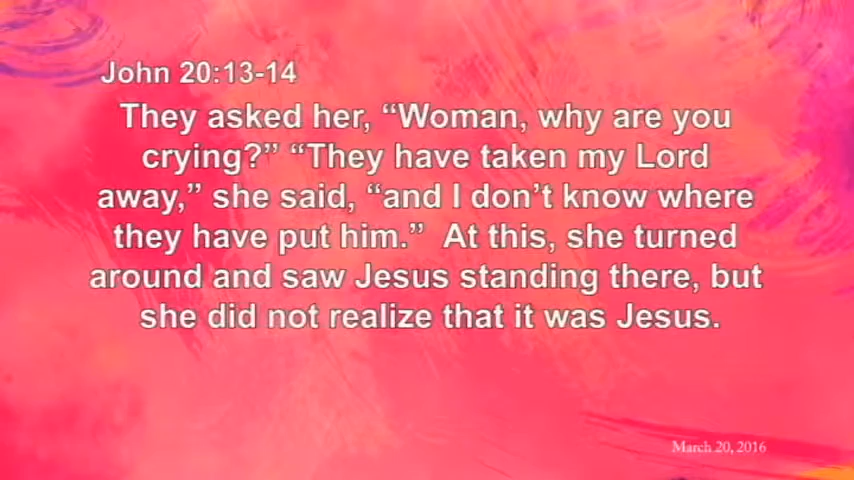 John 20:13-14
They asked her, “Woman, why are you
crying?” “They have taken my Lord
away,” she said, “and I don’t know where
they have put him.”  At this, she turned
around and saw Jesus standing there, but
she did not realize that it was Jesus.
March 20, 2016